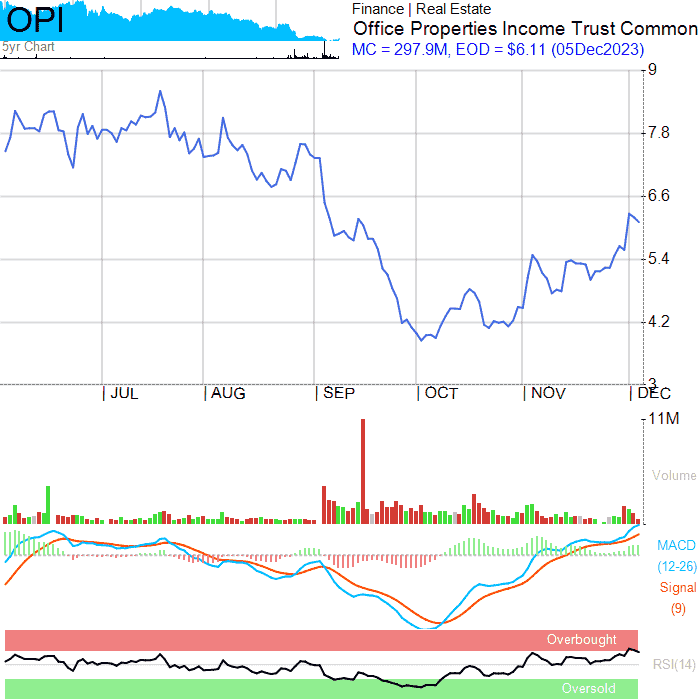 OPI
5yr Chart
Finance | Real Estate
Office Properties Income Trust Common
MC = 297.9M, EOD = $6.11 (05Dec2023)
9
7.8
6.6
5.4
4.2
3
| JUL | AUG | SEP | OCT | NOV | DEC
11M
Volume
MACD
(12-26)
Signal
(9)
Overbought
RSI(14)
Oversold